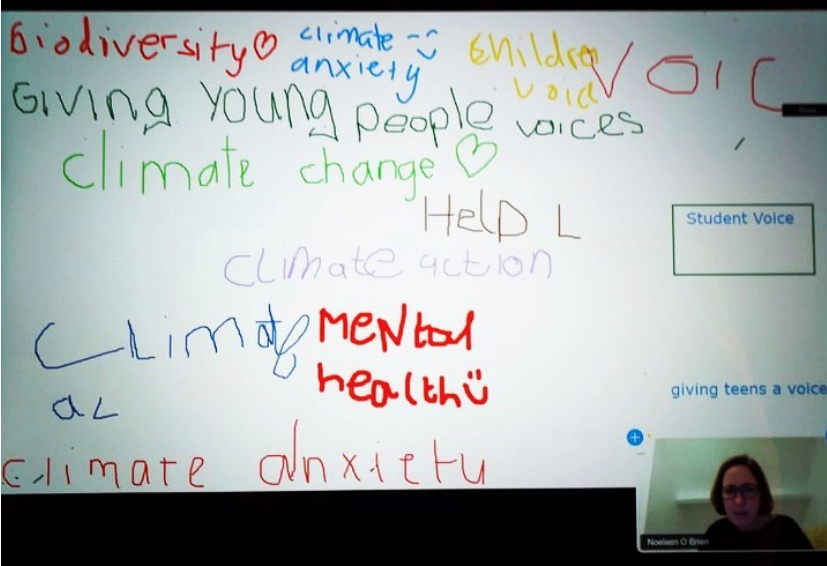 Biodiversity♡
climate
anxiety
children
voice
VOIC
GIVING YOUNG people voices
climate change ♡
HelP L
Student Voice
climate action
Climate
ac
MeNtal
health
giving teens a voice
climate anxiety
Noeleen O Brien